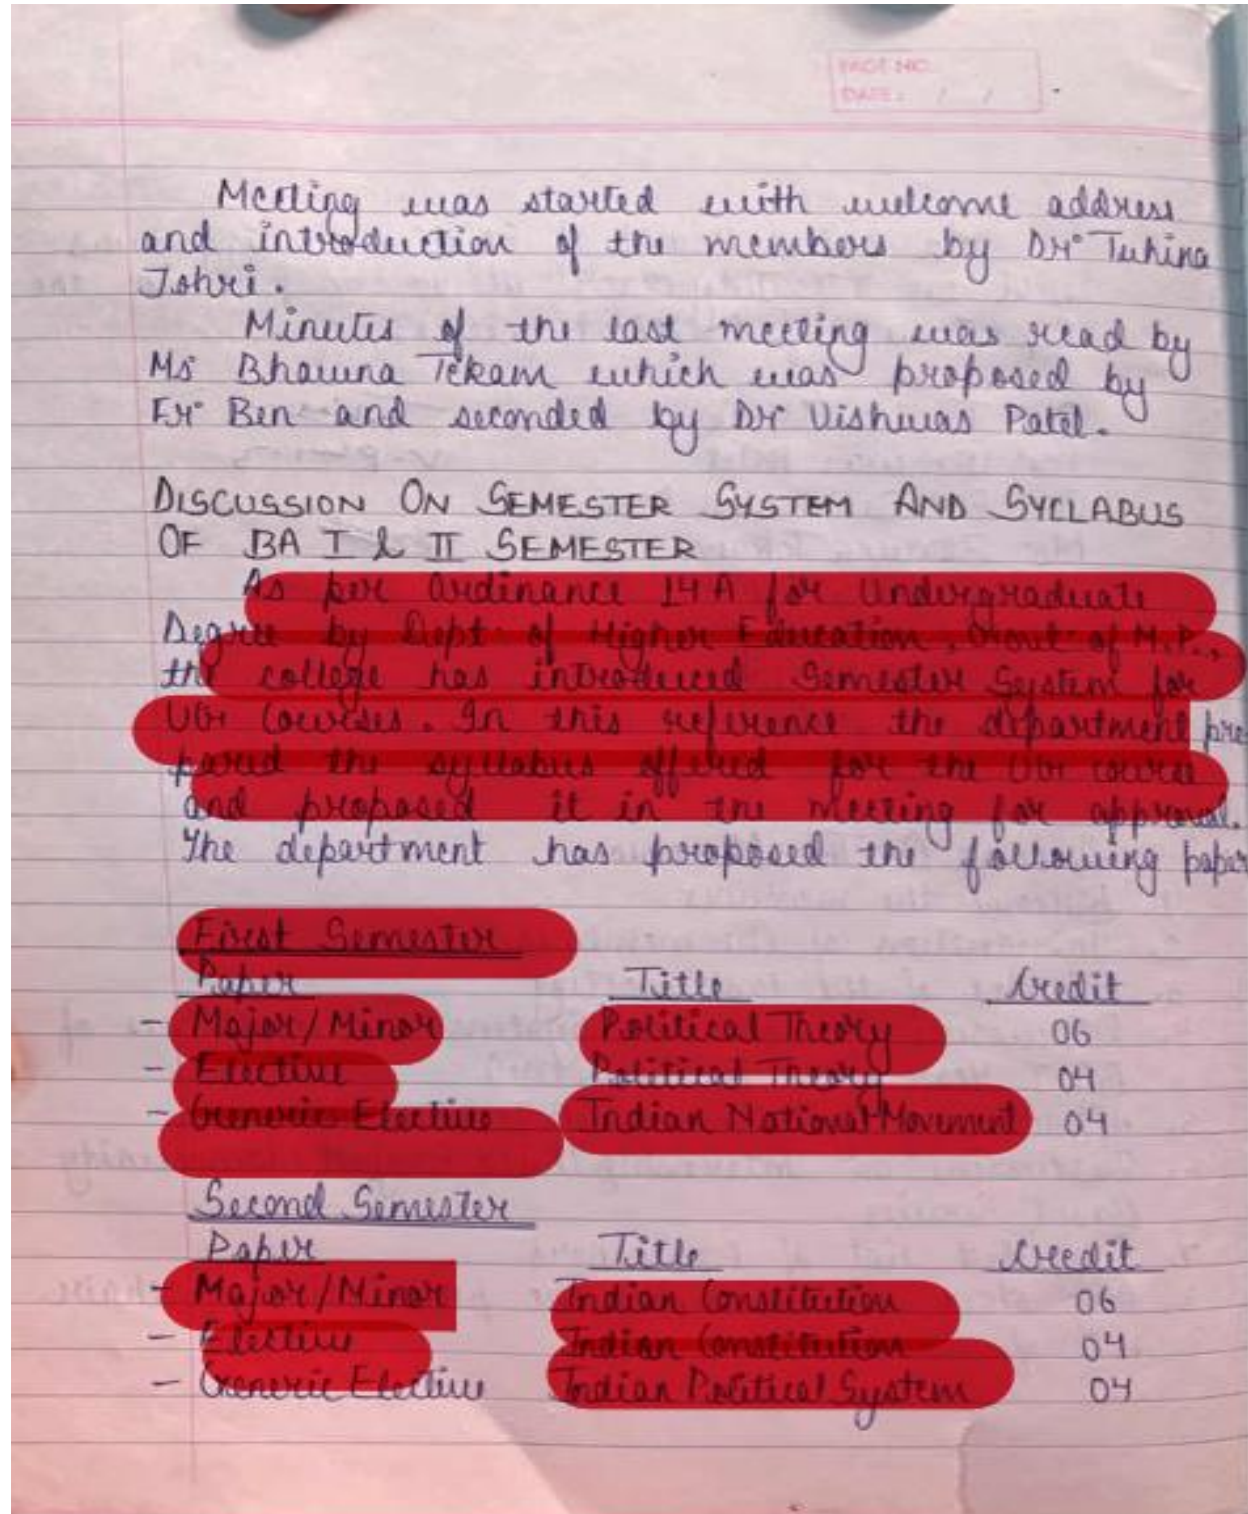 PAGE NO.
DATE: / /
Meeting was started with welcome address
and introduction of the members by Dr. Tuhina
Johri.
Minutes of the last meeting was read by
Ms Bhawna Tekam which was proposed by
Fr. Ben and seconded by Dr Vishwas Patel.
DISCUSSION ON SEMESTER SYSTEM AND SYLLABUS
OF BA I & II SEMESTER
As per Ordinance 14A for Undergraduate
Degree by Dept. of Higher Education, Govt. of M.P.,
the college has introduced Semester System for
UG Courses. In this reference the department pre
pared the syllabus offered for the UG course
and proposed it in the meeting for approval.
The department has proposed the following paper
First Semester
Paper Title Credit
- Major/Minor Political Theory 06
- Elective Political Theory 04
- Generic Elective Indian National Movement 04
Second Semester
Paper Title Credit
- Major/Minor Indian Constitution 06
- Elective Indian Constitution 04
- Generic Elective Indian Political System 04